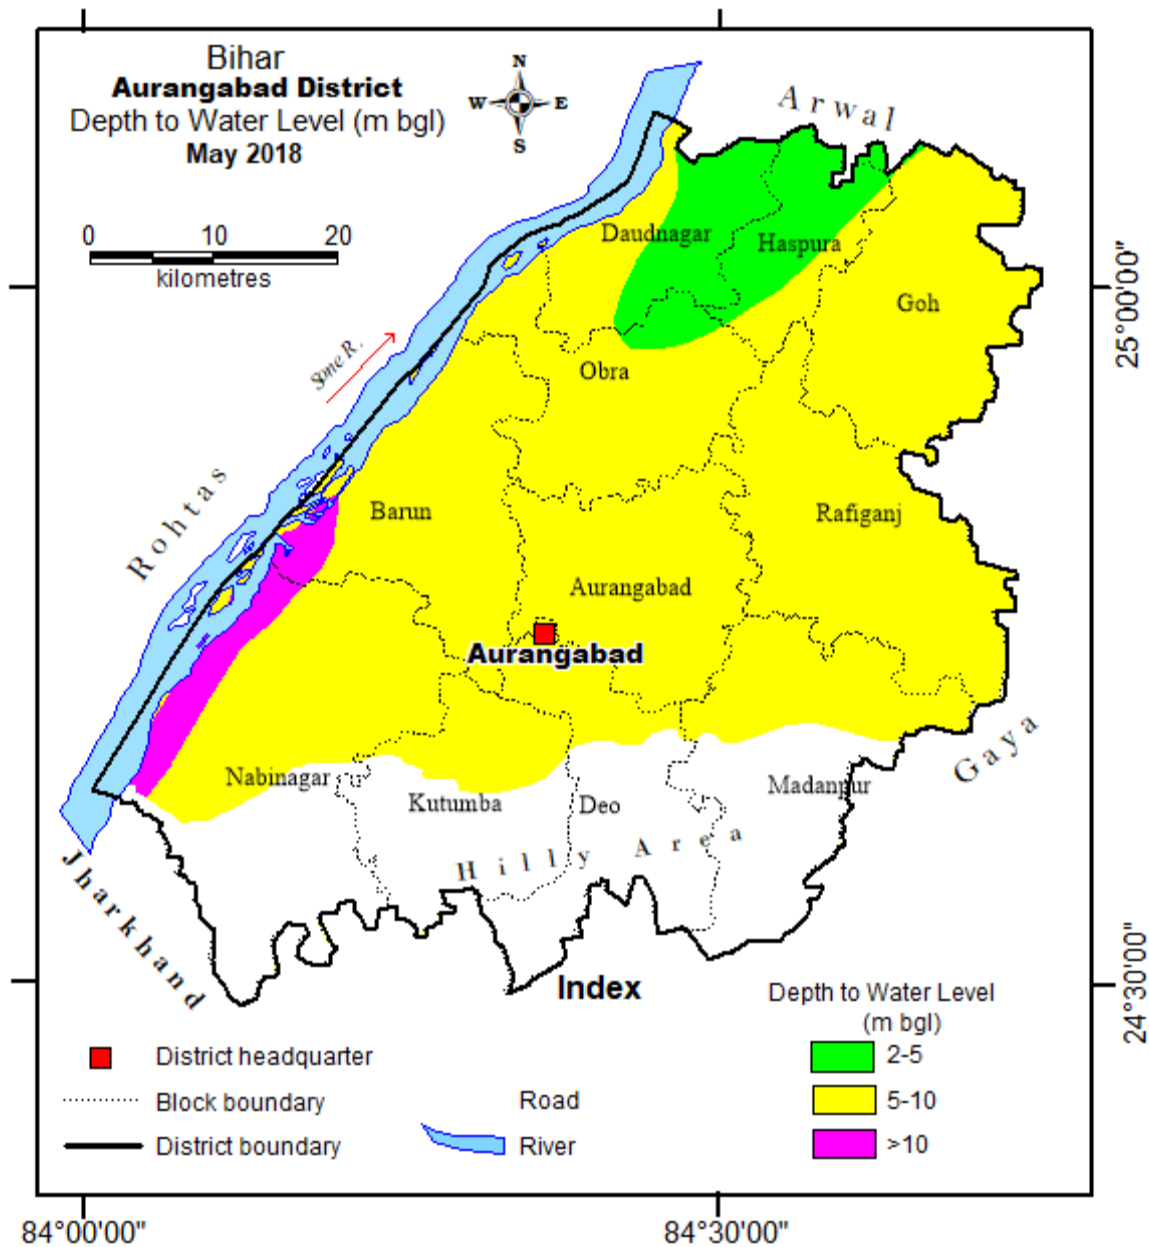 Bihar
Aurangabad District
Depth to Water Level (m bgl)
May 2018
N
W E
S
0 10 20
kilometres
Arwal
Daudnagar
Haspura
Goh
25°00'00"
Obra
Sone R.
Rohtas
Barun
Rafiganj
Aurangabad
Aurangabad
Gaya
Nabinagar
Kutumba
Deo
Madanpur
Hilly Area
Jharkhand
24°30'00"
Index
Depth to Water Level
(m bgl)
District headquarter
2-5
Block boundary
Road
5-10
District boundary
River
>10
84°00'00"
84°30'00"